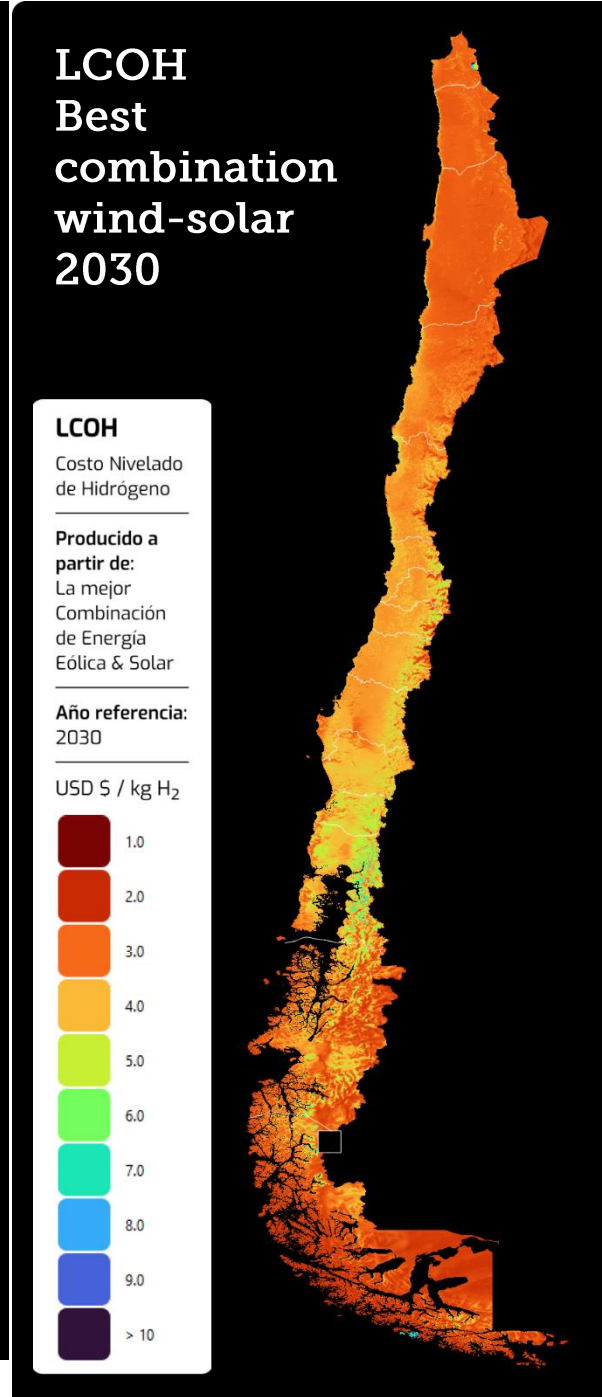 LCOH
Best
combination
wind-solar
2030
LCOH
Costo Nivelado
de Hidrógeno
Producido a
partir de:
La mejor
Combinación
de Energía
Eólica & Solar
Año referencia:
2030
USD $ / kg H₂
1.0
2.0
3.0
4.0
5.0
6.0
7.0
8.0
9.0
> 10